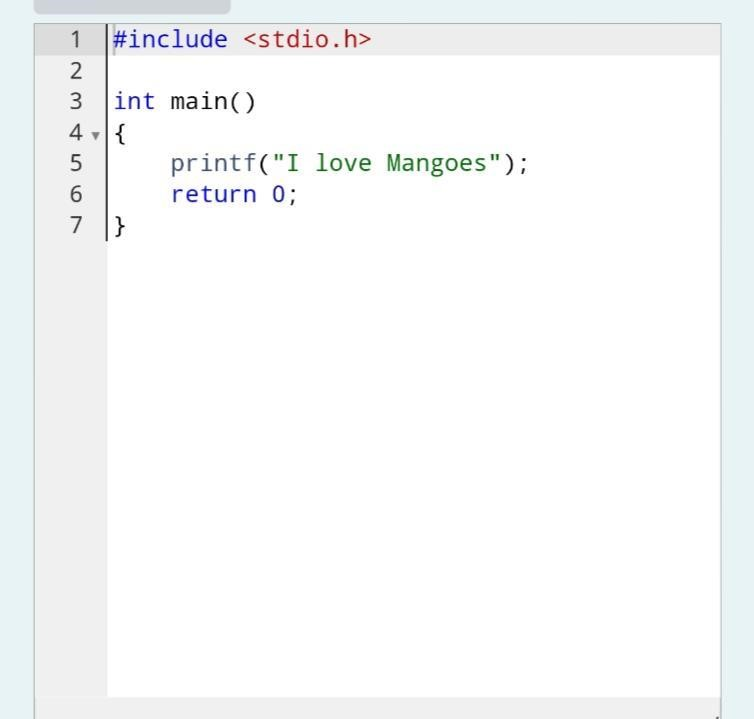 1 #include <stdio.h>
2
3 int main()
4 {
5     printf("I love Mangoes");
6     return 0;
7 }